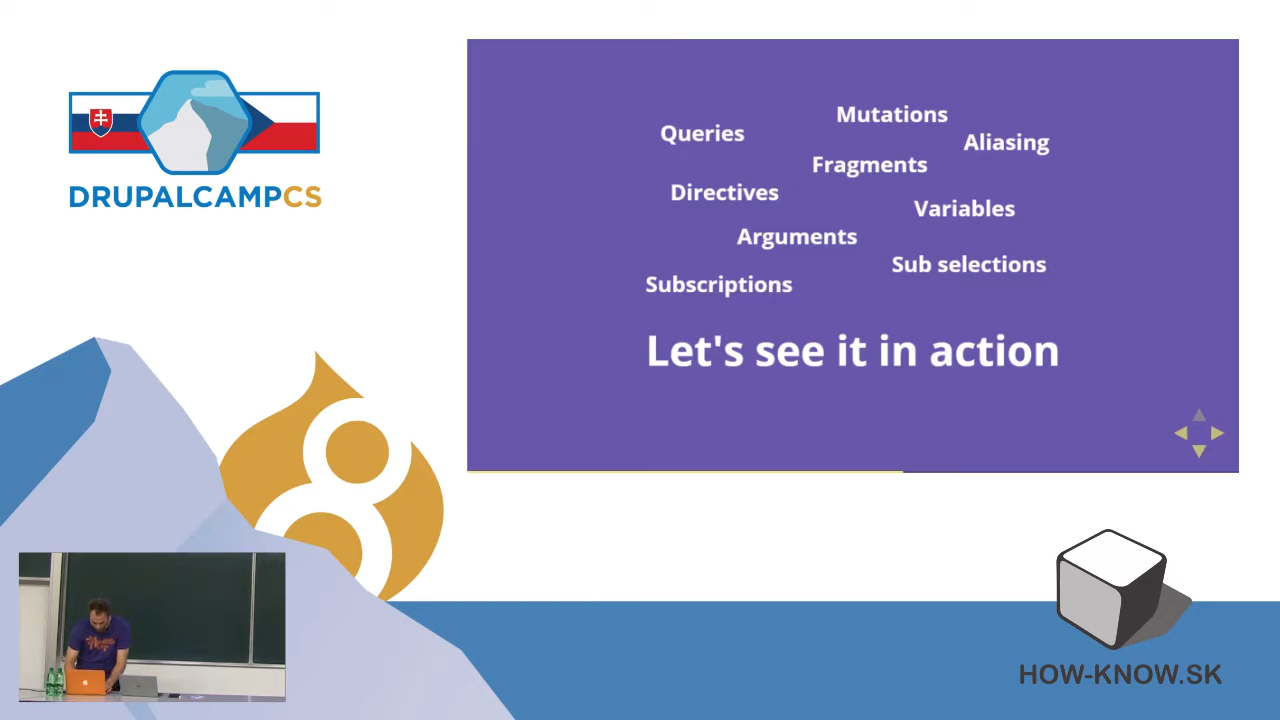 DRUPALCAMPCS
Mutations
Queries
Aliasing
Fragments
Directives
Variables
Arguments
Sub selections
Subscriptions
Let's see it in action
8
HOW-KNOW.SK